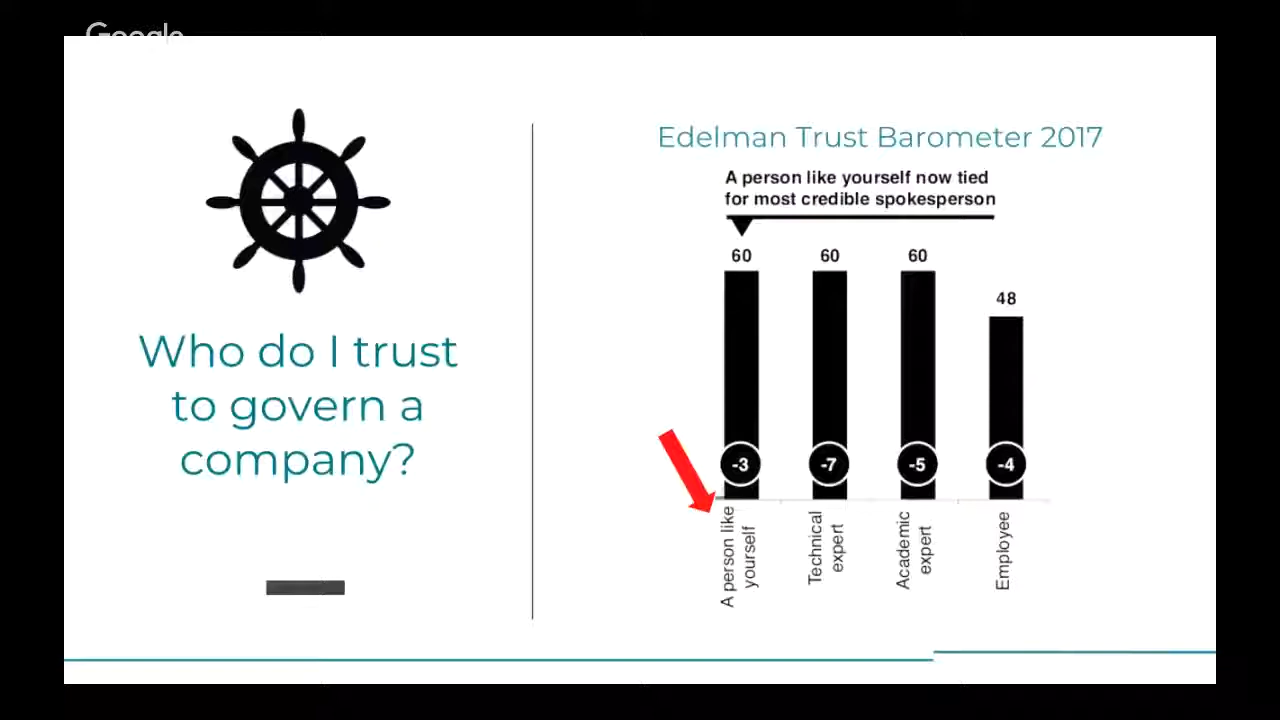 Google
Who do I trust
to govern a
company?
Edelman Trust Barometer 2017
A person like yourself now tied
for most credible spokesperson
60
60
60
48
-3
-7
-5
-4
A person like
yourself
Technical
expert
Academic
expert
Employee